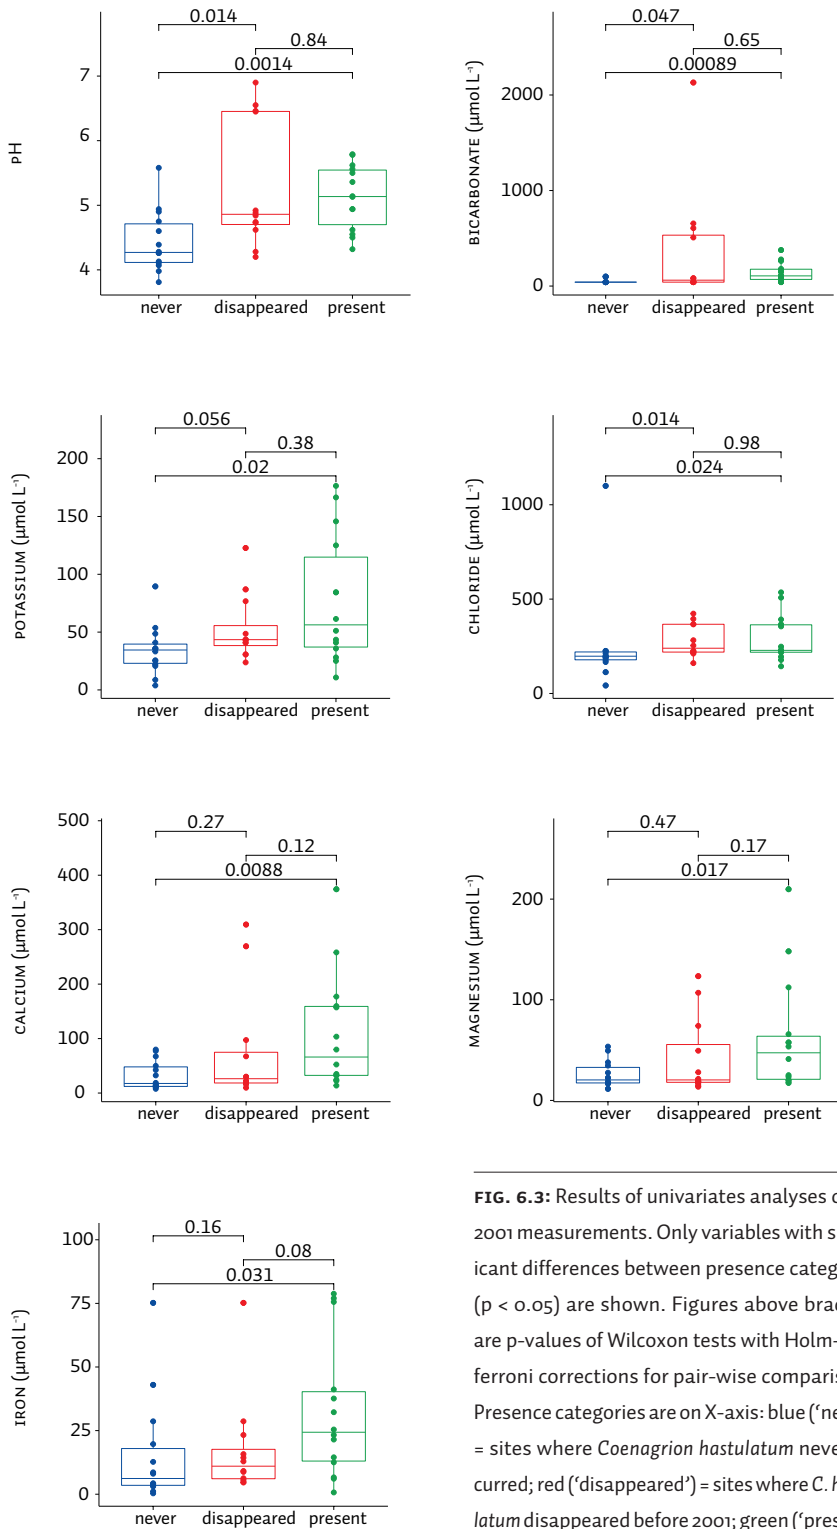 0.014
0.84
0.0014
7
6
5
4
pH
never disappeared present
0.047
0.65
0.00089
2000
1000
0
BICARBONATE (µmol L⁻¹)
never disappeared present
0.056
0.38
0.02
200
150
100
50
0
POTASSIUM (µmol L⁻¹)
never disappeared present
0.014
0.98
0.024
1000
500
0
CHLORIDE (µmol L⁻¹)
never disappeared present
0.27
0.12
0.0088
500
400
300
200
100
0
CALCIUM (µmol L⁻¹)
never disappeared present
0.47
0.17
0.017
200
100
0
MAGNESIUM (µmol L⁻¹)
never disappeared present
0.16
0.08
0.031
100
75
50
25
0
IRON (µmol L⁻¹)
never disappeared present
FIG. 6.3: Results of univariates analyses
2001 measurements. Only variables with
icant differences between presence categ
(p < 0.05) are shown. Figures above brac
are p-values of Wilcoxon tests with Holm-
ferroni corrections for pair-wise comparis
Presence categories are on X-axis: blue (‘ne
= sites where Coenagrion hastulatum neve
curred; red (‘disappeared’) = sites where C. h
latum disappeared before 2001; green (‘pres